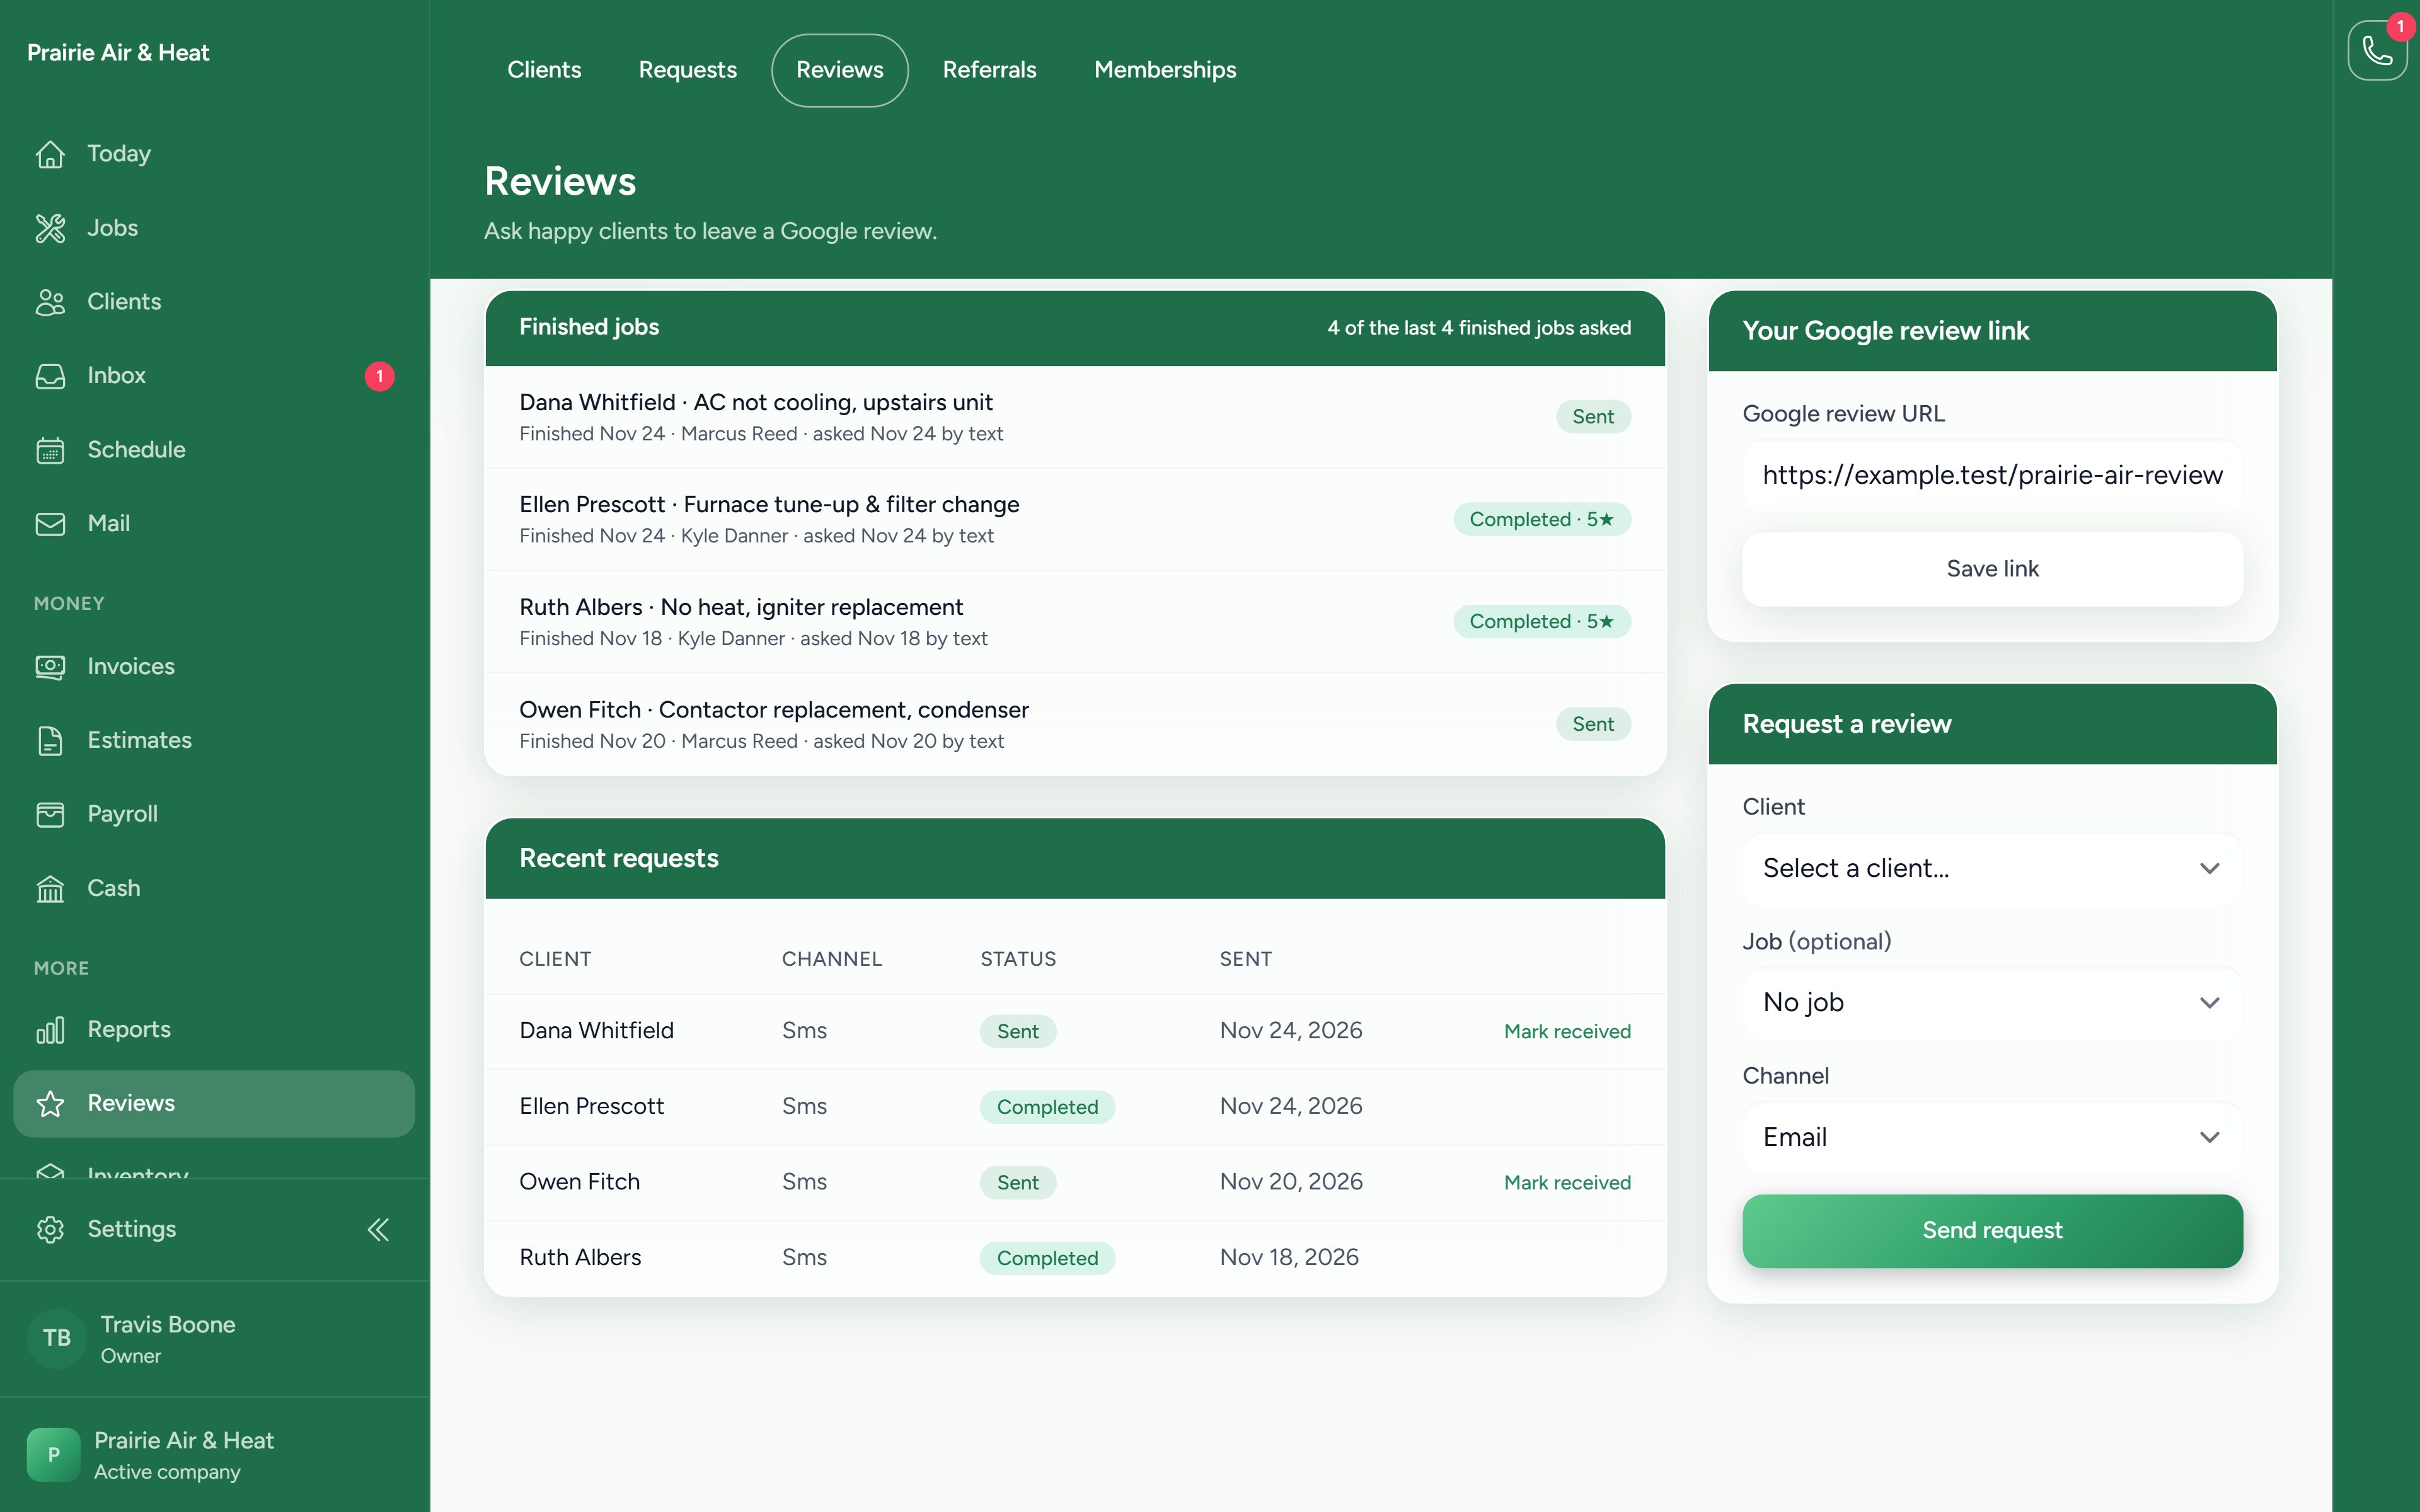 Prairie Air & Heat
Today
Jobs
Clients
Inbox
1
Schedule
Mail
MONEY
Invoices
Estimates
Payroll
Cash
MORE
Reports
Reviews
Inventory
Settings
TB
Travis Boone
Owner
P
Prairie Air & Heat
Active company
Clients
Requests
Reviews
Referrals
Memberships
1
Reviews
Ask happy clients to leave a Google review.
Finished jobs
4 of the last 4 finished jobs asked
Dana Whitfield · AC not cooling, upstairs unit
Finished Nov 24 · Marcus Reed · asked Nov 24 by text
Sent
Ellen Prescott · Furnace tune-up & filter change
Finished Nov 24 · Kyle Danner · asked Nov 24 by text
Completed · 5★
Ruth Albers · No heat, igniter replacement
Finished Nov 18 · Kyle Danner · asked Nov 18 by text
Completed · 5★
Owen Fitch · Contactor replacement, condenser
Finished Nov 20 · Marcus Reed · asked Nov 20 by text
Sent
Recent requests
CLIENT CHANNEL STATUS SENT
Dana Whitfield Sms Sent Nov 24, 2026 Mark received
Ellen Prescott Sms Completed Nov 24, 2026
Owen Fitch Sms Sent Nov 20, 2026 Mark received
Ruth Albers Sms Completed Nov 18, 2026
Your Google review link
Google review URL
https://example.test/prairie-air-review
Save link
Request a review
Client
Select a client...
Job (optional)
No job
Channel
Email
Send request